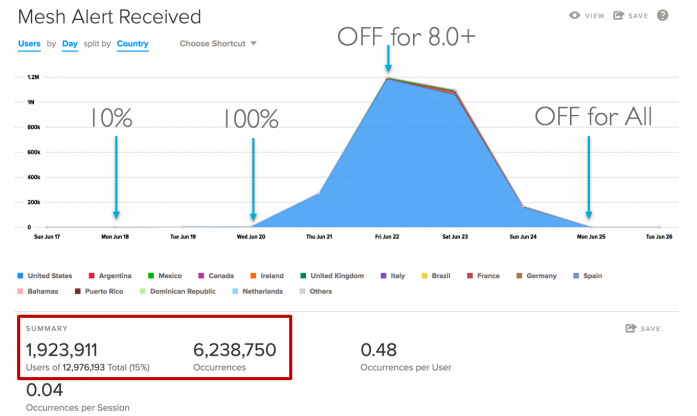 Mesh Alert Received
VIEW SAVE ?
Users by Day split by Country Choose Shortcut
OFF for 8.0+
1.2M
1M
800k
600k
400k
200k
0
10%
100%
OFF for All
Sun Jun 17 Mon Jun 18 Tue Jun 19 Wed Jun 20 Thu Jun 21 Fri Jun 22 Sat Jun 23 Sun Jun 24 Mon Jun 25 Tue Jun 26
United States Argentina Mexico Canada Ireland United Kingdom Italy Brazil France Germany Spain
Bahamas Puerto Rico Dominican Republic Netherlands Others
SUMMARY SAVE
1,923,911 6,238,750 0.48
Users of 12,976,193 Total (15%) Occurrences Occurrences per User
0.04
Occurrences per Session